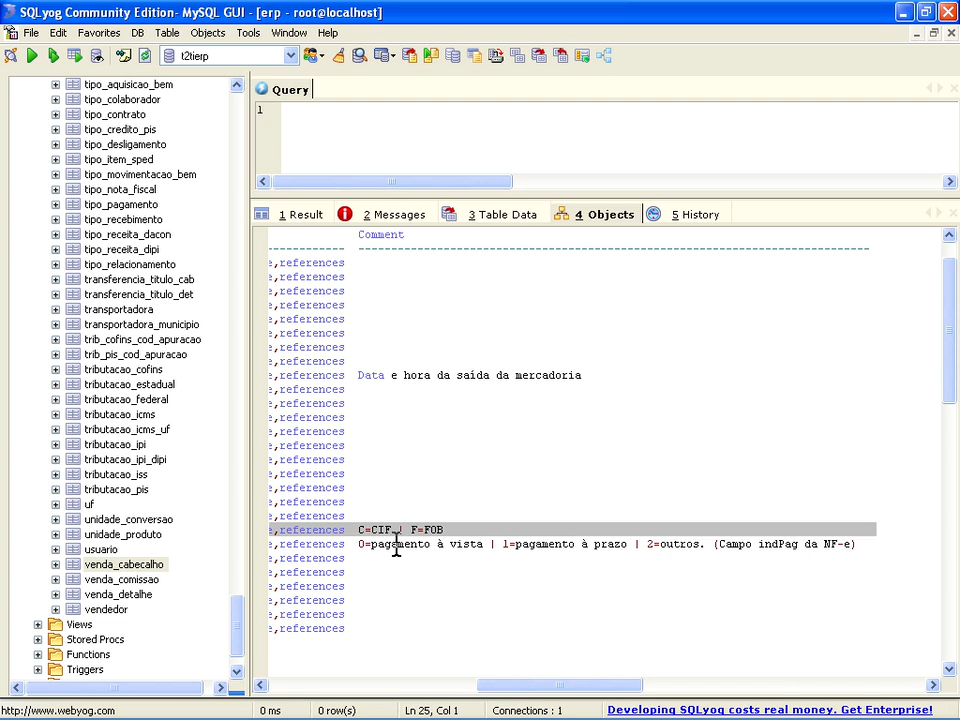 SQLyog Community Edition- MySQL GUI - [erp - root@localhost]
File Edit Favorites DB Table Objects Tools Window Help
t2tierp
tipo_aquisicao_bem
tipo_colaborador
tipo_contrato
tipo_credito_pis
tipo_desligamento
tipo_item_sped
tipo_movimentacao_bem
tipo_nota_fiscal
tipo_pagamento
tipo_recebimento
tipo_receita_dacon
tipo_receita_dipi
tipo_relacionamento
transferencia_titulo_cab
transferencia_titulo_det
transportadora
transportadora_municipio
trib_cofins_cod_apuracao
trib_pis_cod_apuracao
tributacao_cofins
tributacao_estadual
tributacao_federal
tributacao_icms
tributacao_icms_uf
tributacao_ipi
tributacao_ipi_dipi
tributacao_iss
tributacao_pis
uf
unidade_conversao
unidade_produto
usuario
venda_cabecalho
venda_comissao
venda_detalhe
vendedor
Views
Stored Procs
Functions
Triggers
Query
1
1 Result 2 Messages 3 Table Data 4 Objects 5 History
Comment
------------ ------------------------------------------------------------------------------
e,references
e,references
e,references
e,references
e,references
e,references
e,references
e,references
e,references Data e hora da saída da mercadoria
e,references
e,references
e,references
e,references
e,references
e,references
e,references
e,references
e,references
e,references
e,references C=CIF | F=FOB
e,references 0=pagamento à vista | 1=pagamento à prazo | 2=outros. (Campo indPag da NF-e)
e,references
e,references
e,references
e,references
e,references
e,references
http://www.webyog.com 0 ms 0 row(s) Ln 25, Col 1 Connections : 1 Developing SQLyog costs real money. Get Enterprise!